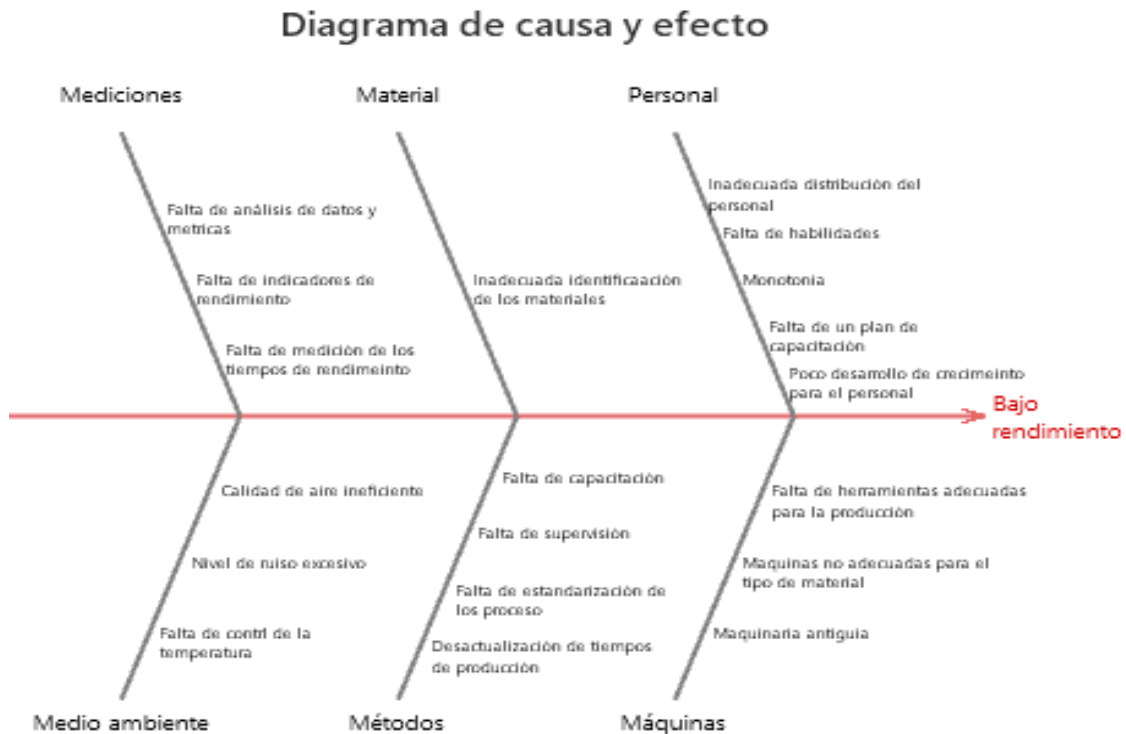 Diagrama de causa y efecto
Mediciones
Material
Personal
Falta de análisis de datos y
metricas
Falta de indicadores de
rendimiento
Falta de medición de los
tiempos de rendimeinto
Inadecuada identificaación
de los materiales
Inadecuada distribución del
personal
Falta de habilidades
Monotonia
Falta de un plan de
capacitación
Poco desarrollo de crecimeinto
para el personal
Bajo
rendimiento
Calidad de aire ineficiente
Nivel de ruiso excesivo
Falta de contrl de la
temperatura
Falta de capacitación
Falta de supervisión
Falta de estandarización de
los proceso
Desactualización de tiempos
de producción
Falta de herramientas adecuadas
para la producción
Maquinas no adecuadas para el
tipo de material
Maquinaria antiguia
Medio ambiente
Métodos
Máquinas